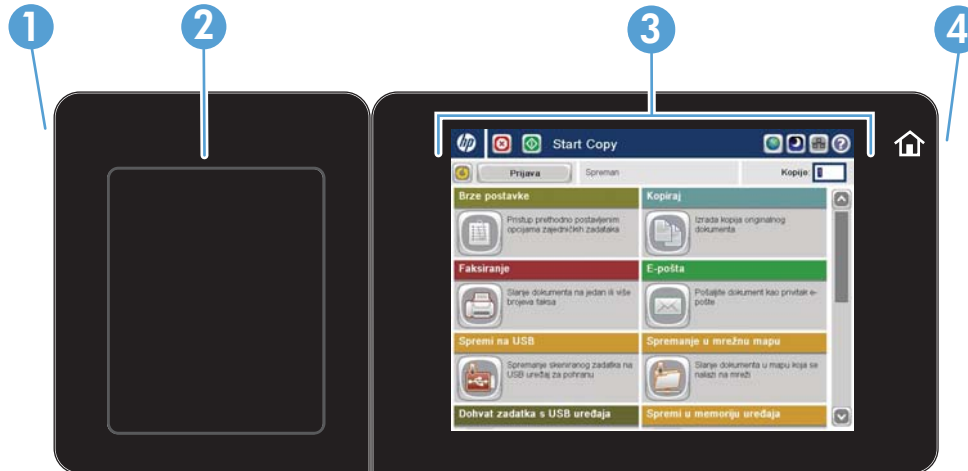 1
2
3
4
hp
Start Copy
?
Prijava
Spreman
Kopije:
1
Brze postavke
Kopiraj
Pristup prethodno postavljenim
opcijama zajedničkih zadataka
Izrada kopija originalnog
dokumenta
Faksiranje
E-pošta
Slanje dokumenta na jedan ili više
brojeva faksa
Pošaljite dokument kao privitak e-
pošte
Spremi na USB
Spremanje u mrežnu mapu
Spremanje skeniranog zadatka na
USB uređaj za pohranu
Slanje dokumenta u mapu koja se
nalazi na mreži
Dohvat zadatka s USB uređaja
Spremi u memoriju uređaja